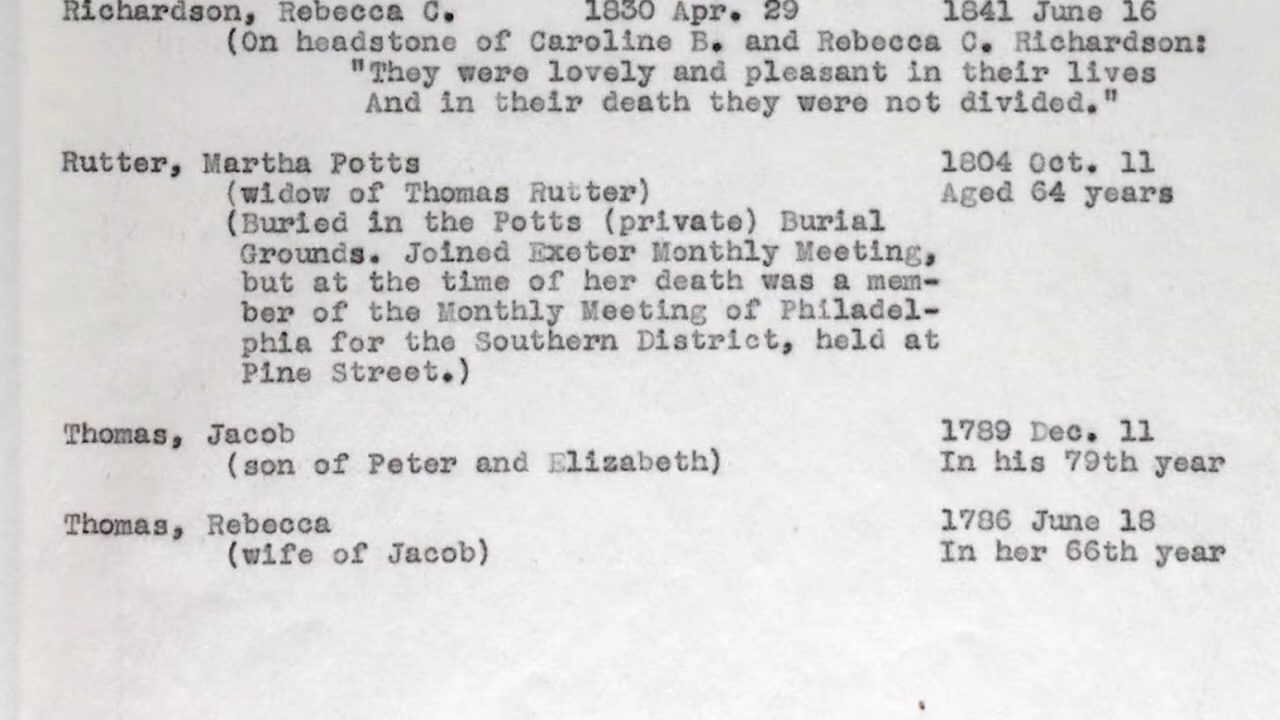 Richardson, Rebecca C. 1830 Apr. 29 1841 June 16
(On headstone of Caroline B. and Rebecca C. Richardson:
"They were lovely and pleasant in their lives
And in their death they were not divided."
Rutter, Martha Potts 1804 Oct. 11
(widow of Thomas Rutter) Aged 64 years
(Buried in the Potts (private) Burial
Grounds. Joined Exeter Monthly Meeting,
but at the time of her death was a mem-
ber of the Monthly Meeting of Philadel-
phia for the Southern District, held at
Pine Street.)
Thomas, Jacob 1789 Dec. 11
(son of Peter and Elizabeth) In his 79th year
Thomas, Rebecca 1786 June 18
(wife of Jacob) In her 66th year